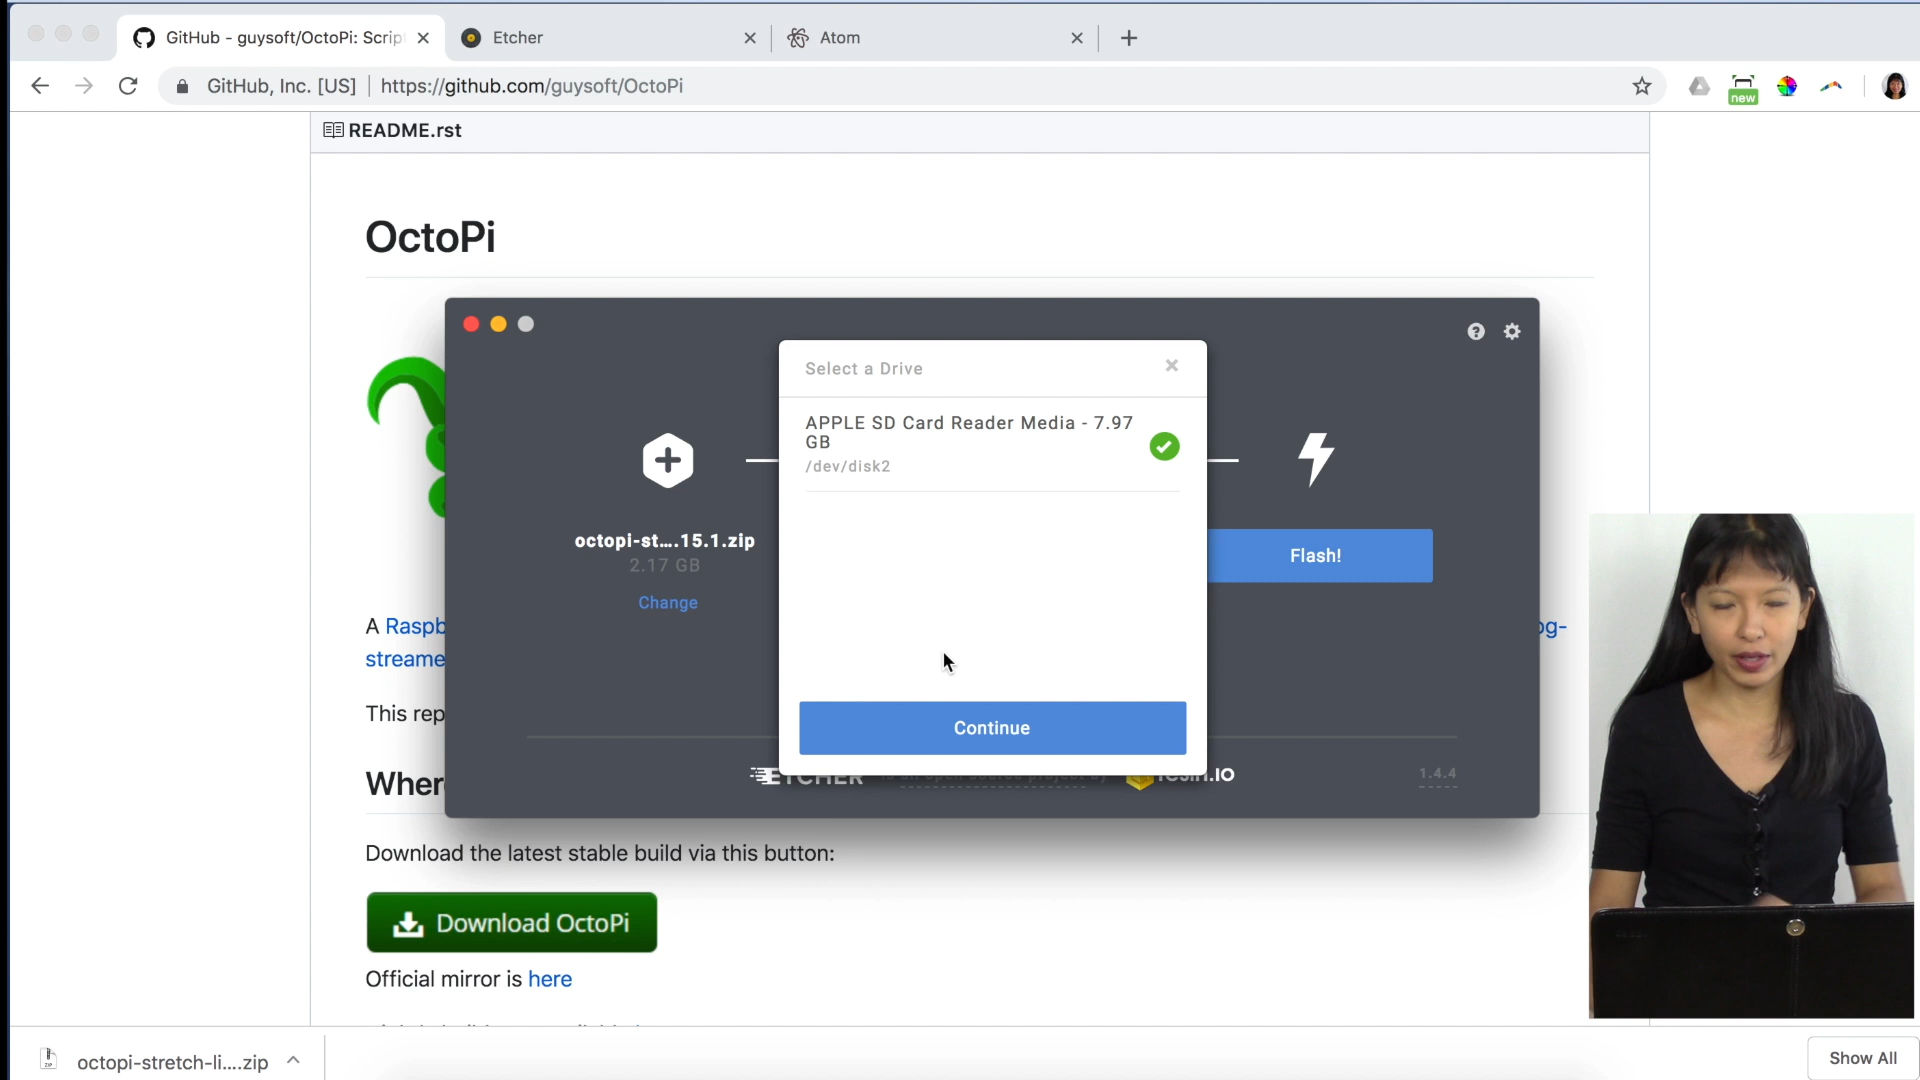 GitHub - guysoft/OctoPi: Scrip
Etcher
Atom
GitHub, Inc. [US] | https://github.com/guysoft/OctoPi
new
README.rst
OctoPi
Select a Drive
APPLE SD Card Reader Media - 7.97
GB
/dev/disk2
octopi-st....15.1.zip
2.17 GB
Change
Flash!
Continue
A Raspb
og-
streame
This rep
ETCHER
1.4.4
Wher
Download the latest stable build via this button:
Download OctoPi
Official mirror is here
octopi-stretch-li....zip
Show All